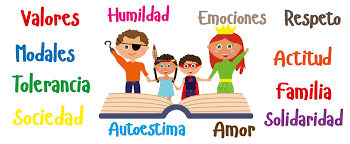 Valores Humildad Emociones Respeto
Modales Actitud
Tolerancia Familia
Sociedad Solidaridad
Autoestima Amor